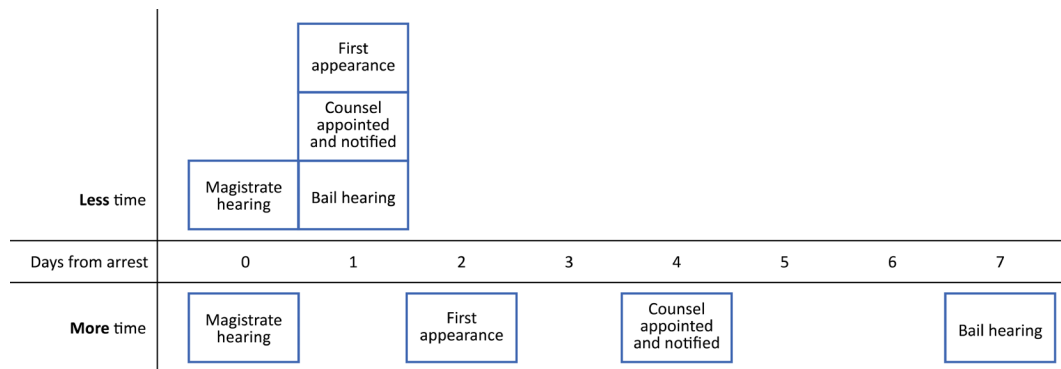 First
appearance
Counsel
appointed
and notified
Less time
Magistrate
hearing
Bail hearing
Days from arrest 0 1 2 3 4 5 6 7
More time
Magistrate
hearing
First
appearance
Counsel
appointed
and notified
Bail hearing